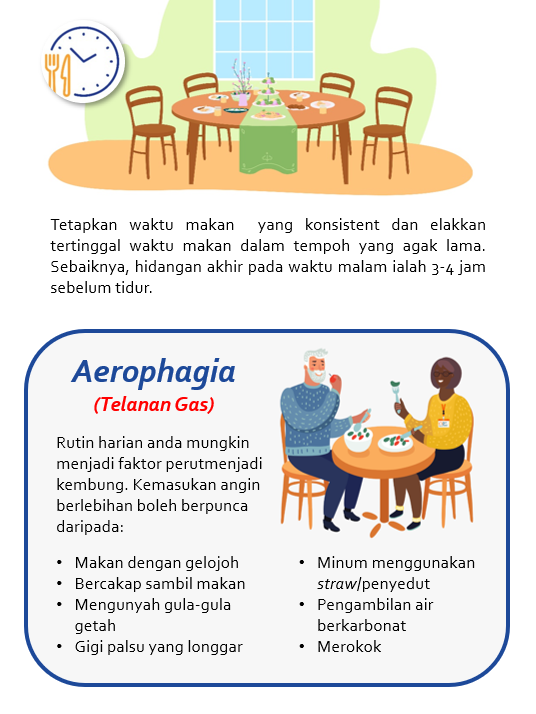 Tetapkan waktu makan yang konsistent dan elakkan
tertinggal waktu makan dalam tempoh yang agak lama.
Sebaiknya, hidangan akhir pada waktu malam ialah 3-4 jam
sebelum tidur.
Aerophagia
(Telanan Gas)
Rutin harian anda mungkin
menjadi faktor perutmenjadi
kembung. Kemasukan angin
berlebihan boleh berpunca
daripada:
• Makan dengan gelojoh
• Bercakap sambil makan
• Mengunyah gula-gula
getah
• Gigi palsu yang longgar
• Minum menggunakan
straw/penyedut
• Pengambilan air
berkarbonat
• Merokok